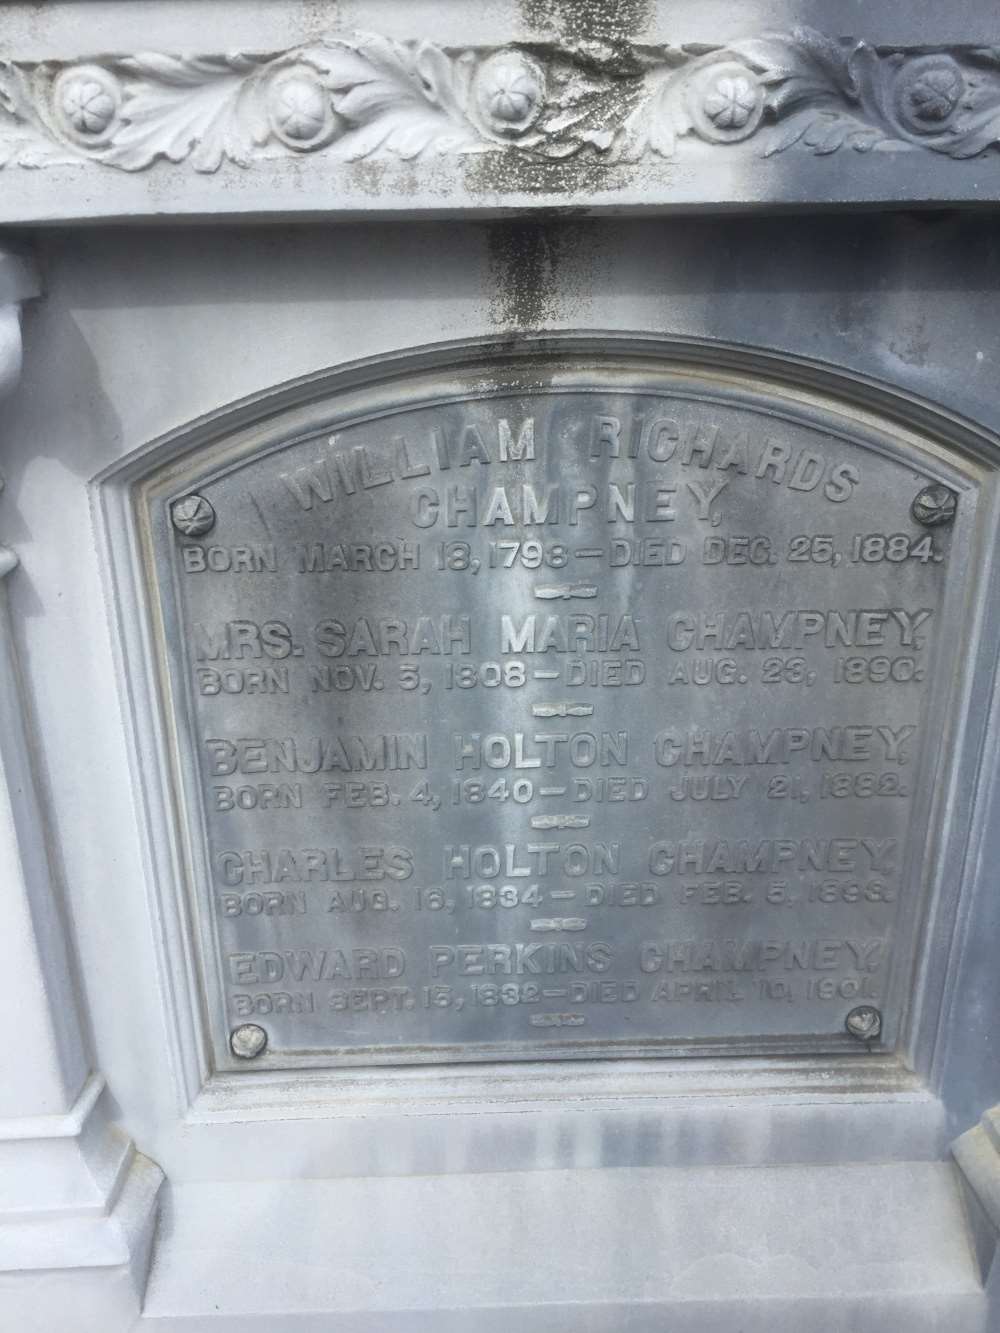 WILLIAM RICHARDS
CHAMPNEY,
BORN MARCH 18, 1798 — DIED DEC. 25, 1884.
MRS. SARAH MARIA CHAMPNEY,
BORN NOV. 5, 1808 — DIED AUG. 23, 1890.
BENJAMIN HOLTON CHAMPNEY,
BORN FEB. 4, 1840 — DIED JULY 21, 1882.
CHARLES HOLTON CHAMPNEY,
BORN AUG. 16, 1834 — DIED FEB. 5, 1893.
EDWARD PERKINS CHAMPNEY,
BORN SEPT. 15, 1832 — DIED APRIL 10, 1901.